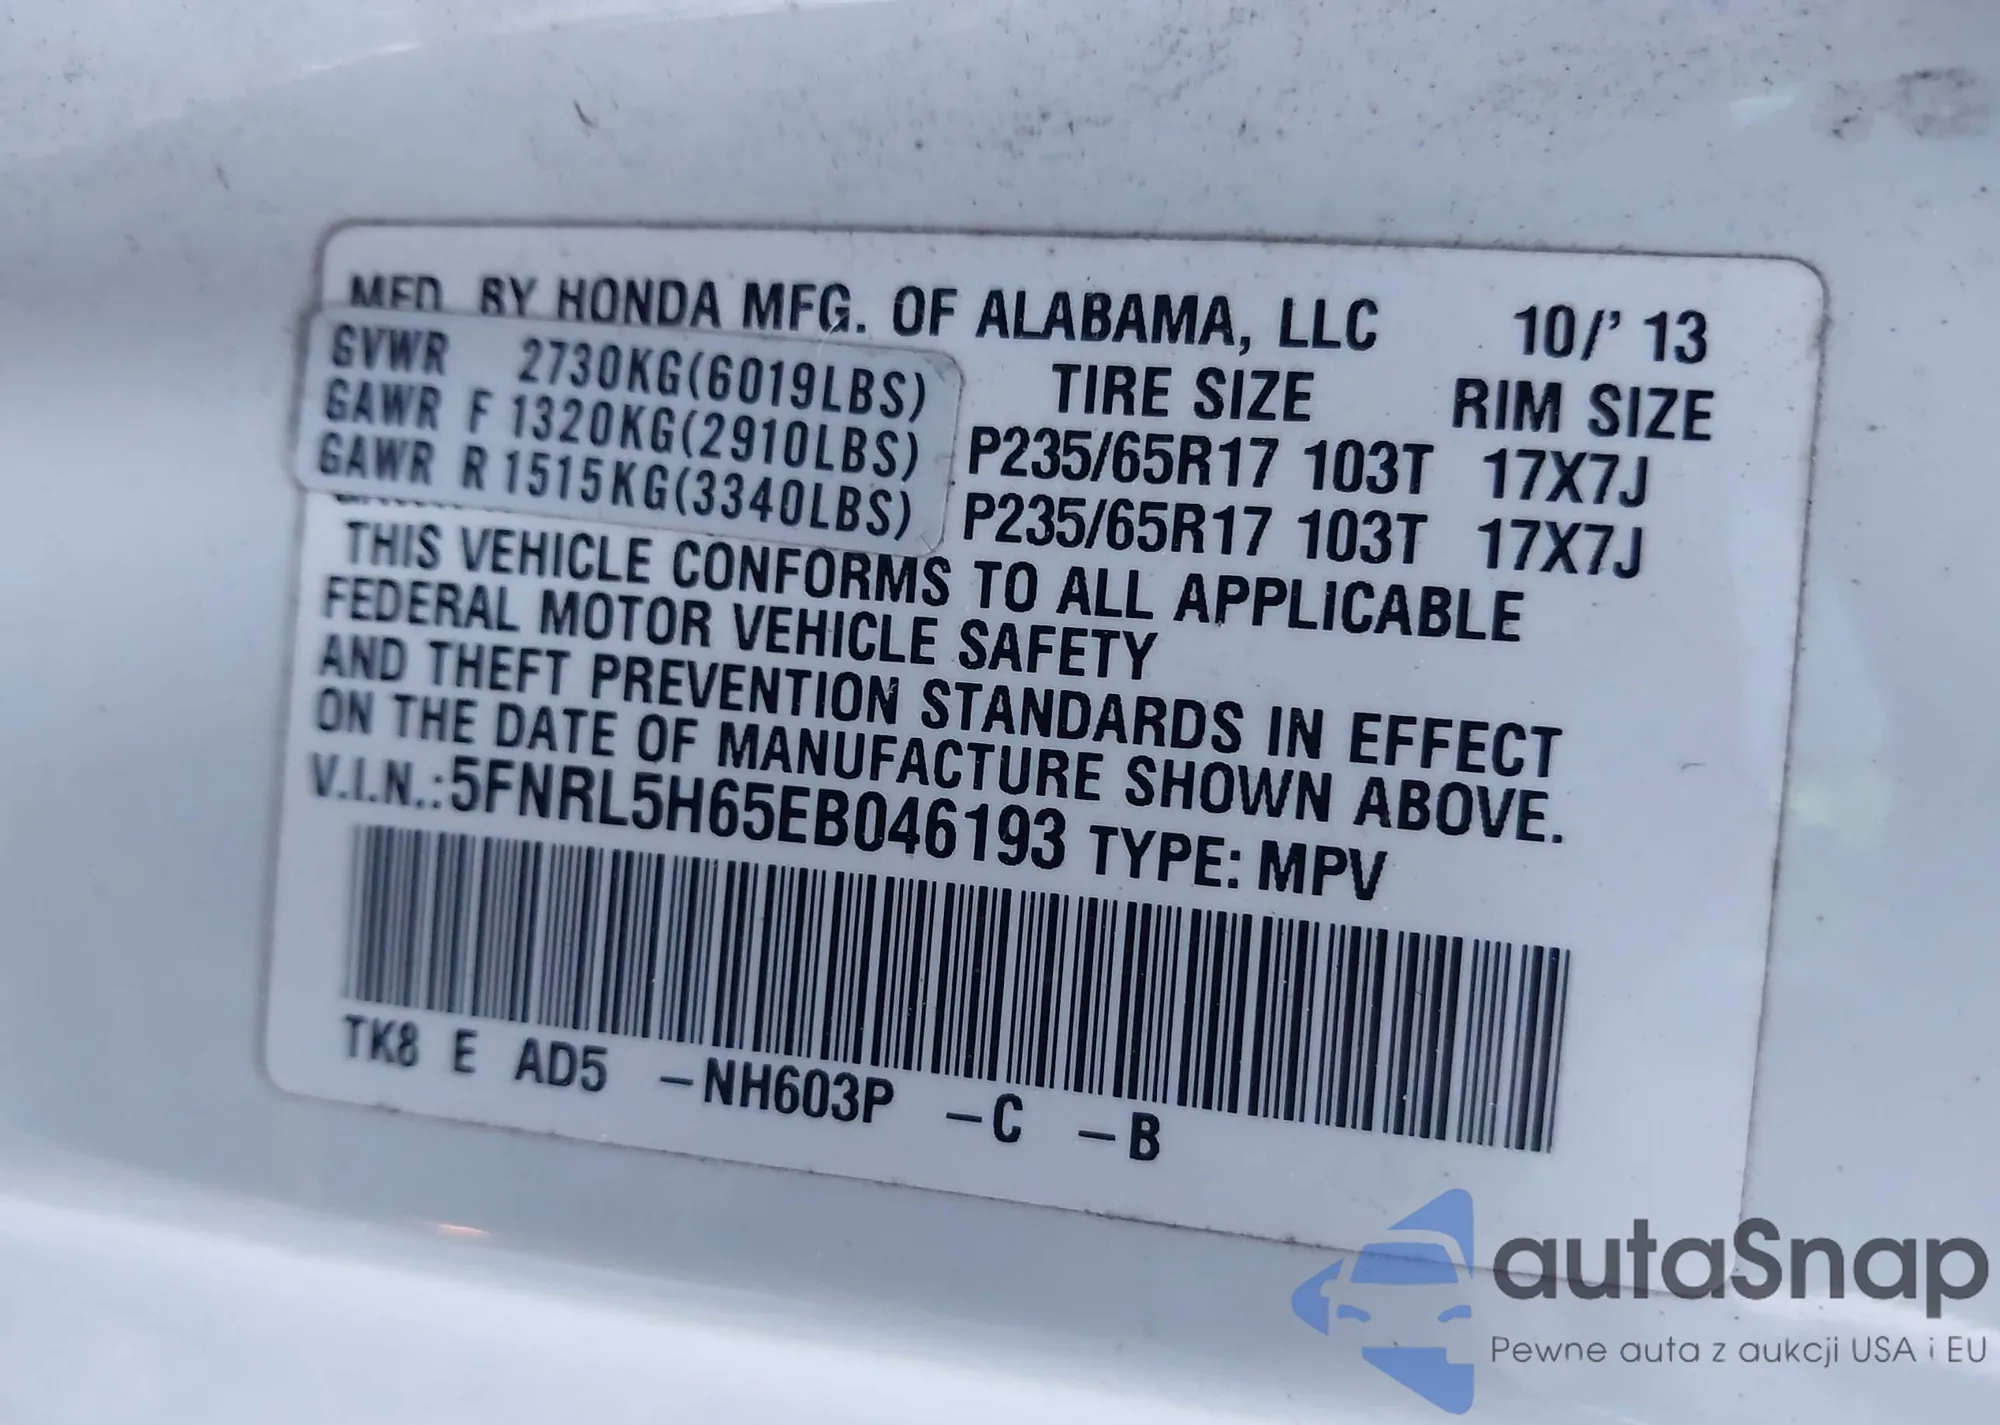 MFD. BY HONDA MFG. OF ALABAMA, LLC 10/' 13
GVWR 2730KG(6019LBS) TIRE SIZE RIM SIZE
GAWR F 1320KG(2910LBS) P235/65R17 103T 17X7J
GAWR R 1515KG(3340LBS) P235/65R17 103T 17X7J
THIS VEHICLE CONFORMS TO ALL APPLICABLE
FEDERAL MOTOR VEHICLE SAFETY
AND THEFT PREVENTION STANDARDS IN EFFECT
ON THE DATE OF MANUFACTURE SHOWN ABOVE.
V.I.N.:5FNRL5H65EB046193 TYPE: MPV
TK8 E AD5 -NH603P -C -B
autaSnap
Pewne auta z aukcji USA i EU